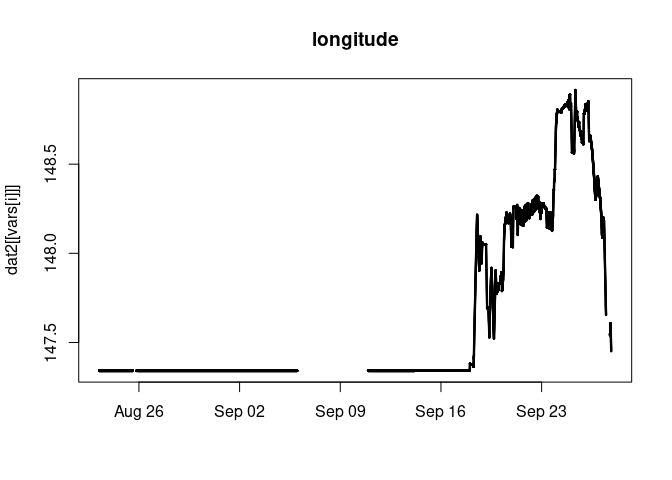 longitude
dat2[[vars[i]]]
148.5
148.0
147.5
Aug 26
Sep 02
Sep 09
Sep 16
Sep 23